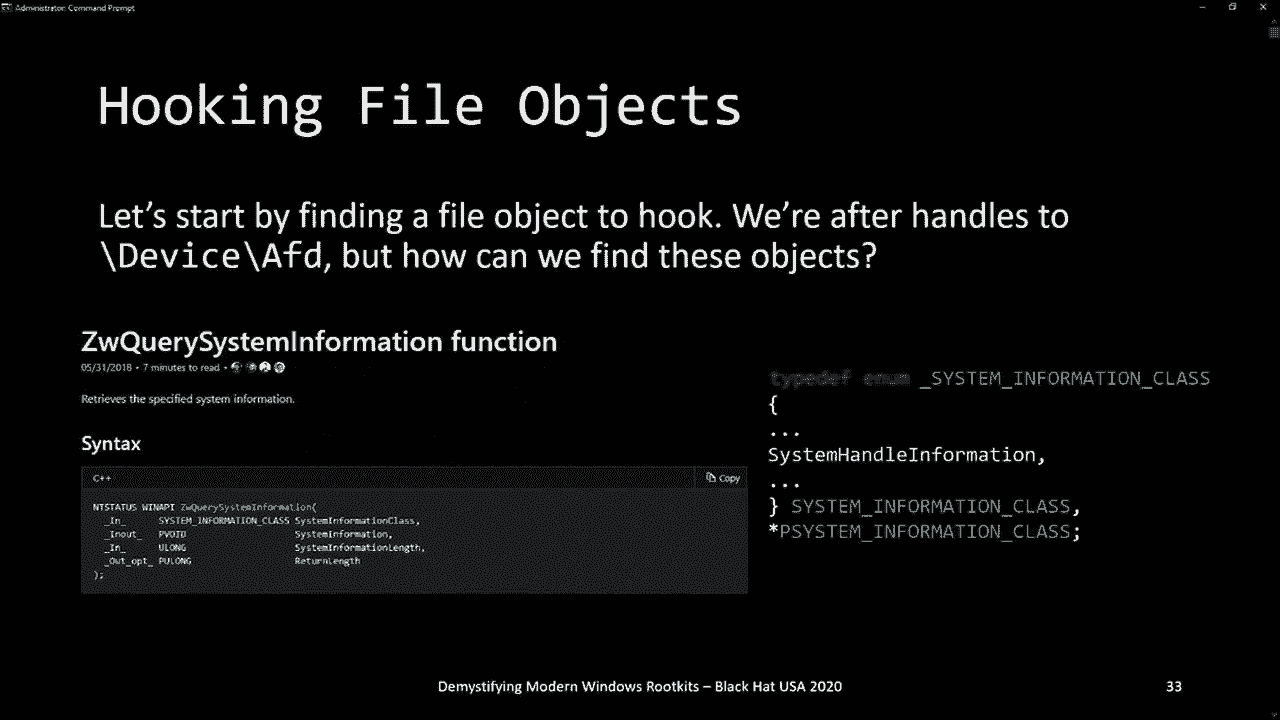 Administrator: Command Prompt
Hooking File Objects
Let's start by finding a file object to hook. We're after handles to
\Device\Afd, but how can we find these objects?
ZwQuerySystemInformation function
05/31/2018 • 7 minutes to read •
Retrieves the specified system information.
Syntax
C++
Copy
NTSTATUS WINAPI ZwQuerySystemInformation(
_In_ SYSTEM_INFORMATION_CLASS SystemInformationClass,
_Inout_ PVOID SystemInformation,
_In_ ULONG SystemInformationLength,
_Out_opt_ PULONG ReturnLength
);
typedef enum _SYSTEM_INFORMATION_CLASS
{
...
SystemHandleInformation,
...
} SYSTEM_INFORMATION_CLASS,
*PSYSTEM_INFORMATION_CLASS;
Demystifying Modern Windows Rootkits – Black Hat USA 2020
33